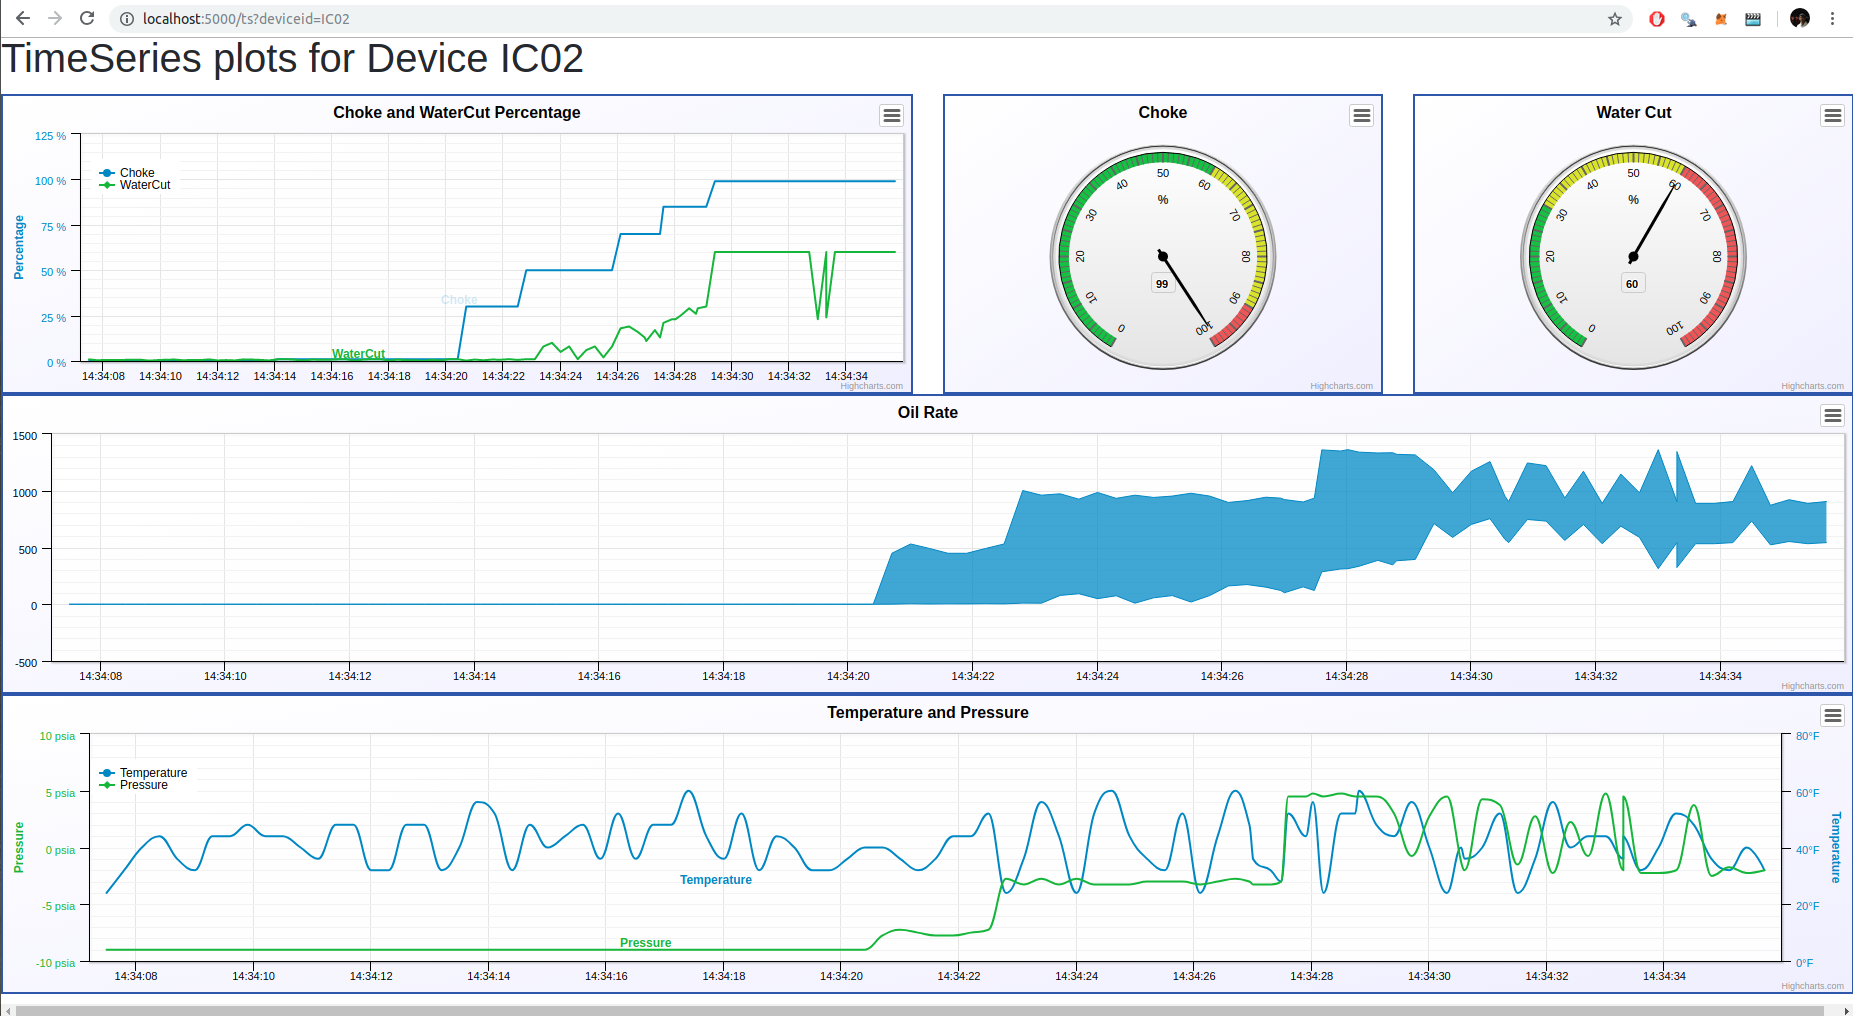 localhost:5000/ts?deviceid=IC02
TimeSeries plots for Device IC02
Choke and WaterCut Percentage
125 %
100 %
75 %
50 %
25 %
0 %
Percentage
Choke
WaterCut
Choke
WaterCut
14:34:08 14:34:10 14:34:12 14:34:14 14:34:16 14:34:18 14:34:20 14:34:22 14:34:24 14:34:26 14:34:28 14:34:30 14:34:32 14:34:34
Highcharts.com
Choke
0 10 20 30 40 50 60 70 80 90 100
%
99
Highcharts.com
Water Cut
0 10 20 30 40 50 60 70 80 90 100
%
60
Highcharts.com
Oil Rate
1500
1000
500
0
-500
14:34:08 14:34:10 14:34:12 14:34:14 14:34:16 14:34:18 14:34:20 14:34:22 14:34:24 14:34:26 14:34:28 14:34:30 14:34:32 14:34:34
Highcharts.com
Temperature and Pressure
10 psia
5 psia
0 psia
-5 psia
-10 psia
Pressure
Temperature
Pressure
Temperature
Pressure
80°F
60°F
40°F
20°F
0°F
Temperature
14:34:08 14:34:10 14:34:12 14:34:14 14:34:16 14:34:18 14:34:20 14:34:22 14:34:24 14:34:26 14:34:28 14:34:30 14:34:32 14:34:34
Highcharts.com